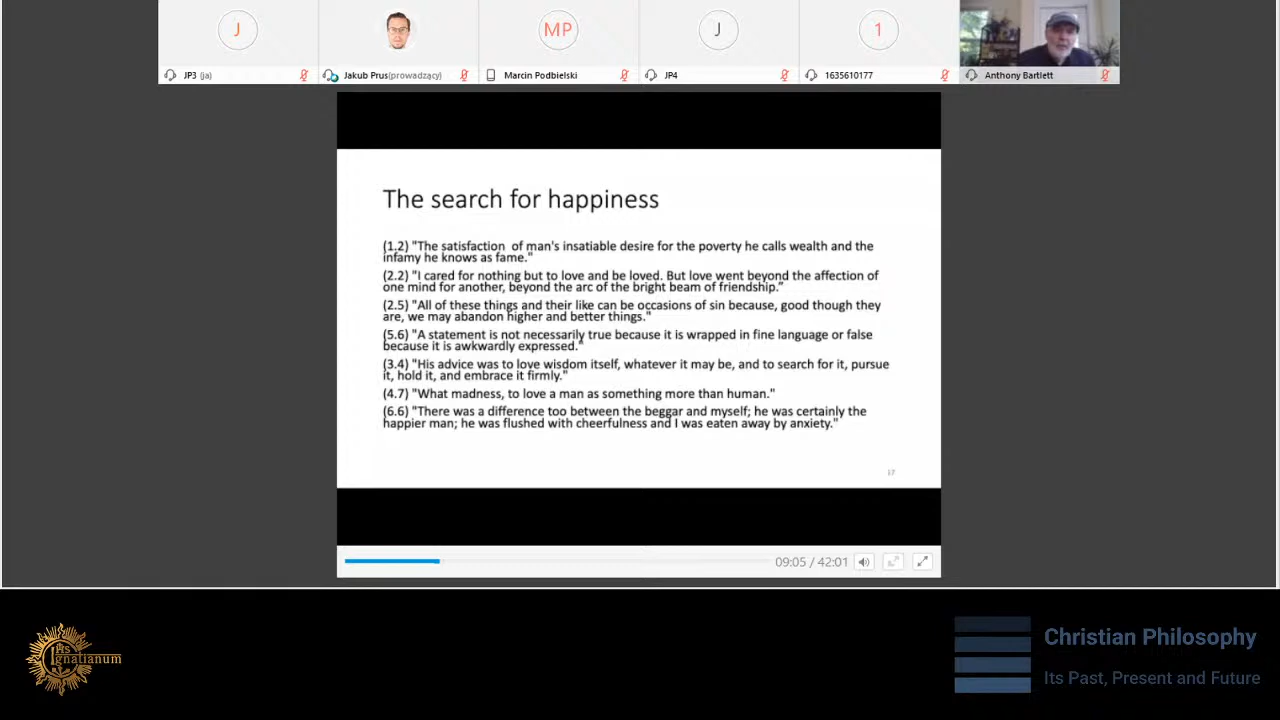 J
MP
J
1
JP3 (ja)
Jakub Prus(prowadzący)
Marcin Podbielski
JP4
1635610177
Anthony Bartlett
The search for happiness
(1.2) "The satisfaction of man's insatiable desire for the poverty he calls wealth and the
infamy he knows as fame."
(2.2) "I cared for nothing but to love and be loved. But love went beyond the affection of
one mind for another, beyond the arc of the bright beam of friendship."
(2.5) "All of these things and their like can be occasions of sin because, good though they
are, we may abandon higher and better things."
(5.6) "A statement is not necessarily true because it is wrapped in fine language or false
because it is awkwardly expressed."
(3.4) "His advice was to love wisdom itself, whatever it may be, and to search for it, pursue
it, hold it, and embrace it firmly."
(4.7) "What madness, to love a man as something more than human."
(6.6) "There was a difference too between the beggar and myself; he was certainly the
happier man; he was flushed with cheerfulness and I was eaten away by anxiety."
09:05 / 42:01
Ignatianum
Christian Philosophy
Its Past, Present and Future